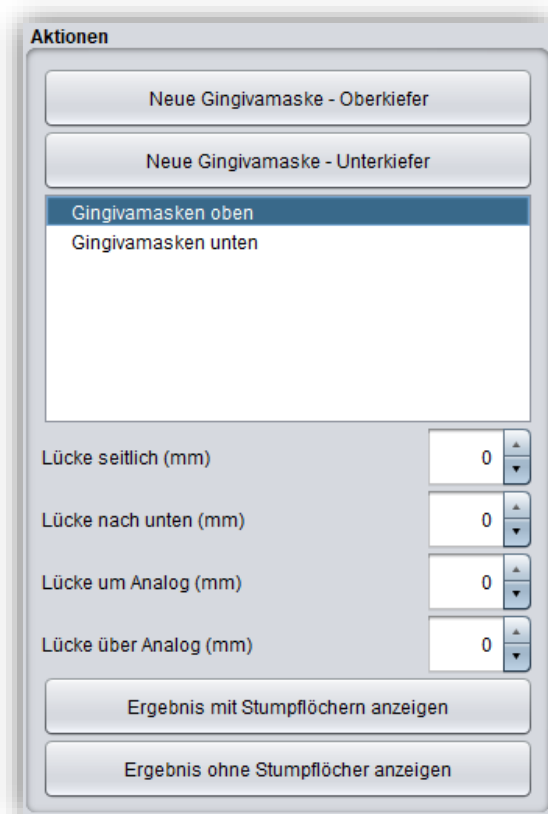 Aktionen
Neue Gingivamaske - Oberkiefer
Neue Gingivamaske - Unterkiefer
Gingivamasken oben
Gingivamasken unten
Lücke seitlich (mm) 0
Lücke nach unten (mm) 0
Lücke um Analog (mm) 0
Lücke über Analog (mm) 0
Ergebnis mit Stumpflöchern anzeigen
Ergebnis ohne Stumpflöcher anzeigen